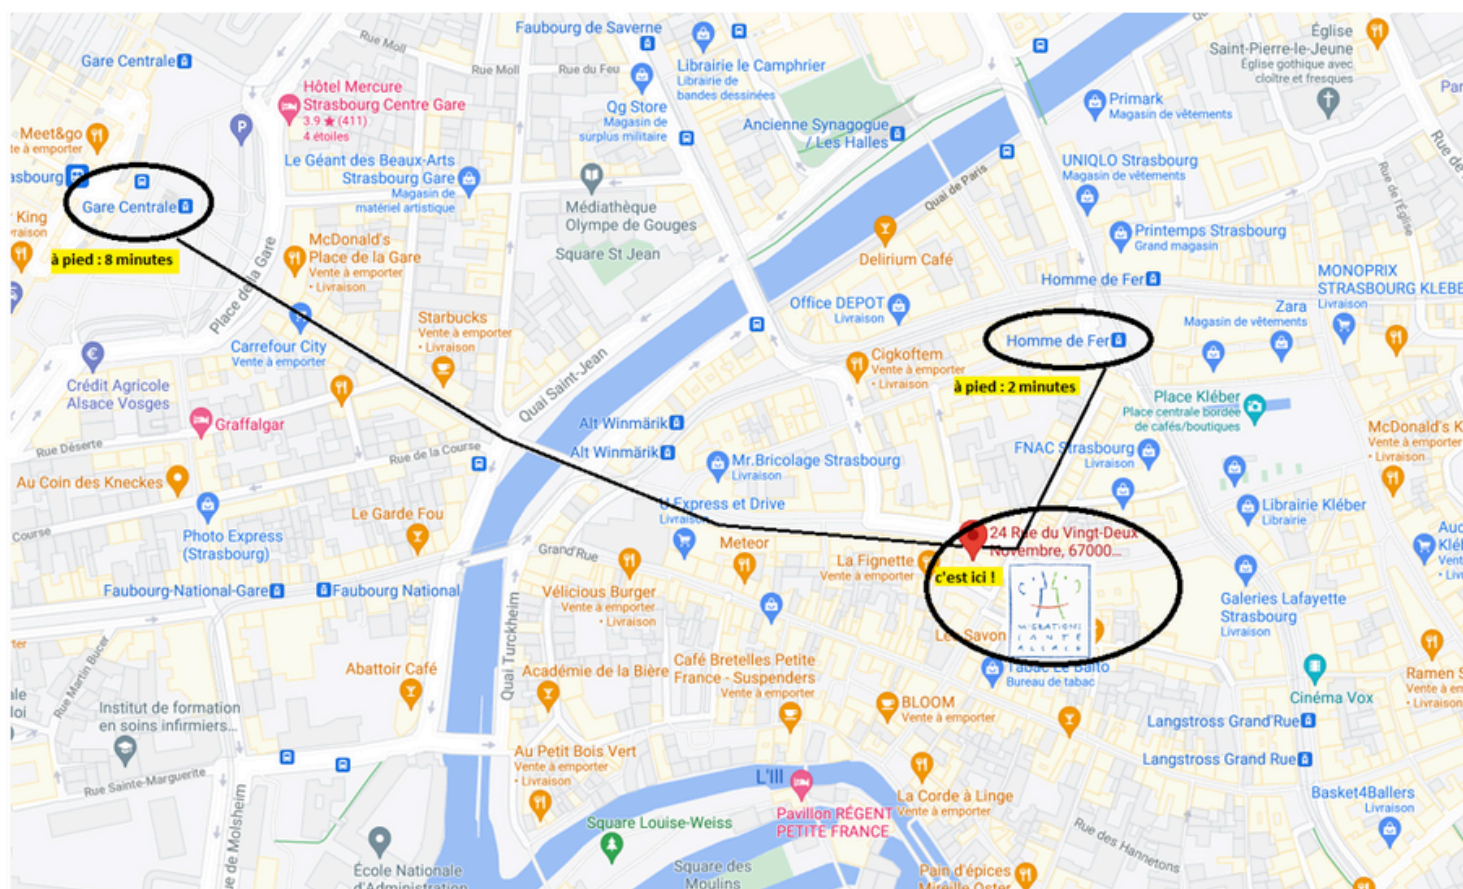 Faubourg de Saverne
Gare Centrale
Rue Moll
Rue Moll
Rue du Feu
Librairie le Camphrier
Librairie de
bandes dessinées
Église
Saint-Pierre-le-Jeune
Église gothique avec
cloître et fresques
Hôtel Mercure
Strasbourg Centre Gare
3.9 ★ (411)
4 étoiles
Qg Store
Magasin de
surplus militaire
Ancienne Synagogue
/ Les Halles
Primark
Magasin de vêtements
Par
Rue de
Meet&go
te à emporter
P
Le Géant des Beaux-Arts
Strasbourg Gare
Magasin de
matériel artistique
UNIQLO Strasbourg
Magasin de vêtements
Quai de Paris
Rue de l'Église
asbourg
Gare Centrale
King
raison
à pied : 8 minutes
Médiathèque
Olympe de Gouges
Square St Jean
McDonald's
Place de la Gare
Vente à emporter
• Livraison
Place de la Gare
Delirium Café
Printemps Strasbourg
Grand magasin
Homme de Fer
MONOPRIX
STRASBOURG KLEBE
Livraison
Office DEPOT
Livraison
Zara
Magasin de vêtements
Starbucks
Vente à emporter
• Livraison
Carrefour City
Vente à emporter
Homme de Fer
à pied : 2 minutes
Quai Saint-Jean
Cigkoftem
Vente à emporter
• Livraison
Crédit Agricole
Alsace Vosges
Place Kléber
Place centrale bordée
de cafés/boutiques
Graffalgar
Alt Winmärik
Alt Winmärik
McDonald's K
Vente à emporter
• Livraison
Rue Déserte
Rue de la Course
FNAC Strasbourg
Livraison
Mr.Bricolage Strasbourg
Livraison
Au Coin des Kneckes
U Express et Drive
Livraison
Librairie Kléber
Librairie
Le Garde Fou
Course
Photo Express
(Strasbourg)
Grand'Rue
Meteor
24 Rue du Vingt-Deux
Novembre, 67000...
La Fignette
Vente à emporter
c'est ici !
MIGRATIONS
SANTÉ
ALSACE
Faubourg-National-Gare
Faubourg National
Vélicious Burger
Vente à emporter
• Livraison
Galeries Lafayette
Strasbourg
Livraison
Quai Turckheim
Rue Martin Bucer
Abattoir Café
Académie de la Bière
Café Bretelles Petite
France - Suspenders
Vente à emporter
Tabac Le Balto
Bureau de tabac
Cinéma Vox
Ramen S
Vente à em
• Livraison
Institut de formation
en soins infirmiers...
BLOOM
Vente à emporter
Langstross Grand'Rue
Langstross Grand Rue
Au Petit Bois Vert
Vente à emporter
• Livraison
Rue Sainte-Marguerite
L'Ill
La Corde à Linge
Vente à emporter
Pavillon RÉGENT
PETITE FRANCE
Basket4Ballers
Livraison
Square Louise-Weiss
Rue des Hannetons
ue de Molsheim
École Nationale
d'Administration
Square des
Moulins
Pain d'épices
Mireille Oster